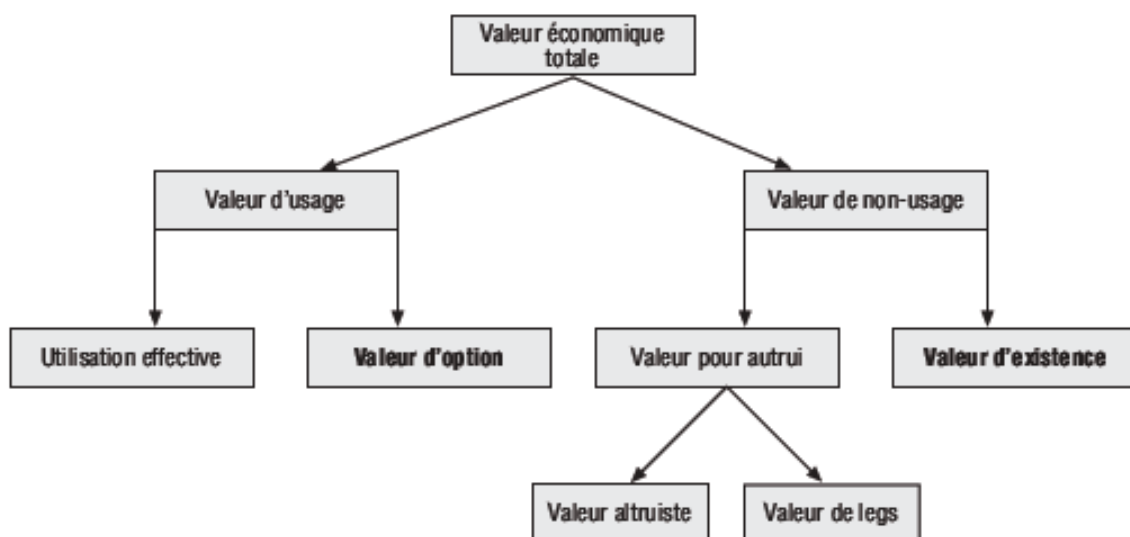 Valeur économique
totale
Valeur d'usage
Valeur de non-usage
Utilisation effective
Valeur d'option
Valeur pour autrui
Valeur d'existence
Valeur altruiste
Valeur de legs